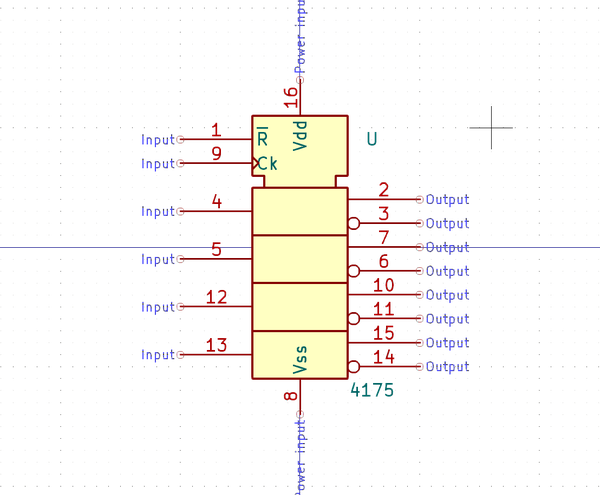 Power input
16
Vdd
U
Input 1 R
Input 9 Ck
Input 4
Input 5
Input 12
Input 13
2 Output
3 Output
7 Output
6 Output
10 Output
11 Output
15 Output
14 Output
Vss
4175
8
Power input